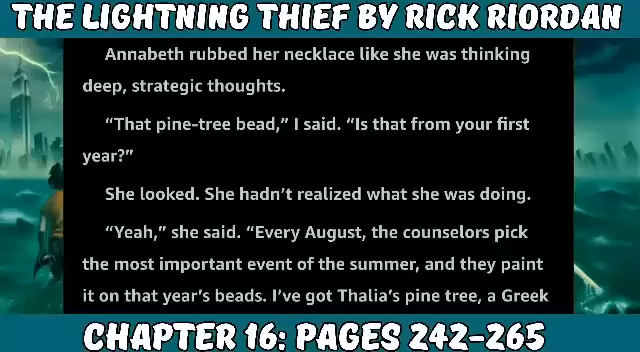 THE LIGHTNING THIEF BY RICK RIORDAN
Annabeth rubbed her necklace like she was thinking
deep, strategic thoughts.
“That pine-tree bead,” I said. “Is that from your first
year?”
She looked. She hadn’t realized what she was doing.
“Yeah,” she said. “Every August, the counselors pick
the most important event of the summer, and they paint
it on that year’s beads. I’ve got Thalia’s pine tree, a Greek
CHAPTER 16: PAGES 242-265